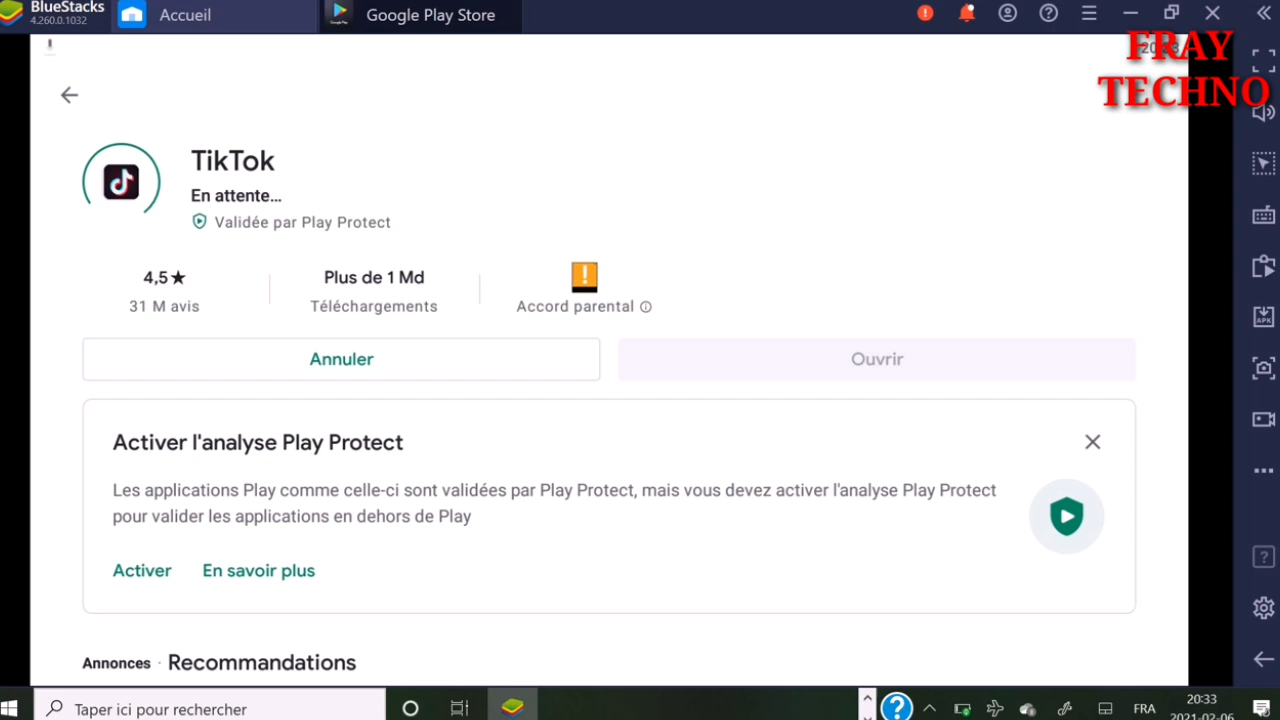 BlueStacks
4.260.0.1032
Accueil
Google Play Store
FRAY
TECHNO
TikTok
En attente...
Validée par Play Protect
4,5★
31 M avis
Plus de 1 Md
Téléchargements
Accord parental
Annuler
Ouvrir
Activer l'analyse Play Protect
Les applications Play comme celle-ci sont validées par Play Protect, mais vous devez activer l'analyse Play Protect
pour valider les applications en dehors de Play
Activer
En savoir plus
Annonces · Recommandations
Taper ici pour rechercher
FRA
20:33
2021-02-06